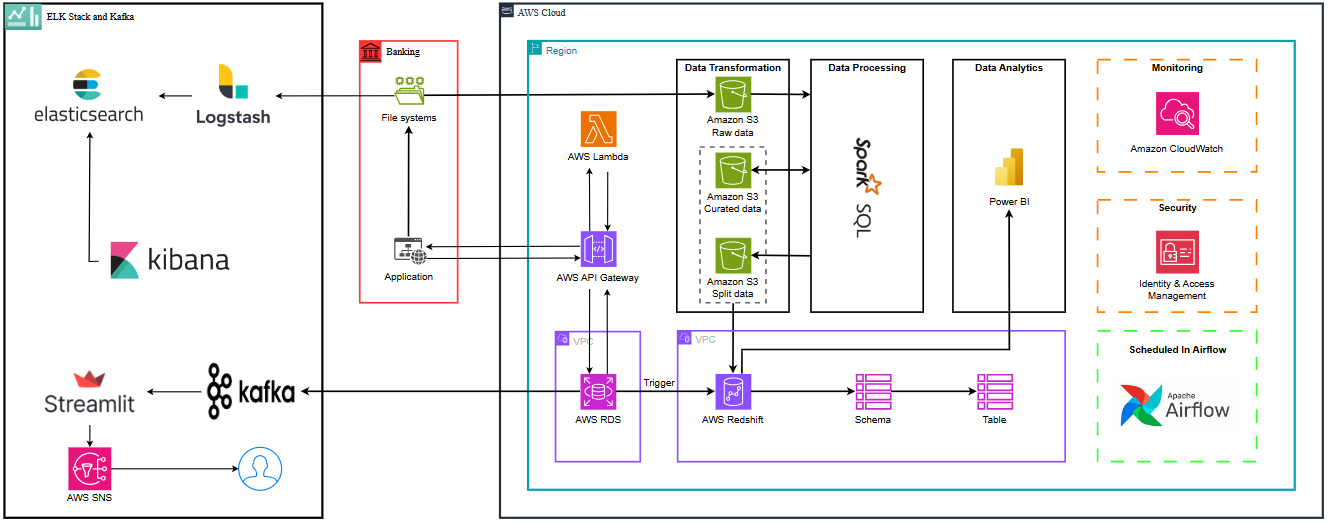 ELK Stack and Kafka
elasticsearch
Logstash
kibana
Streamlit
kafka
AWS SNS
Banking
File systems
Application
aws
AWS Cloud
Region
AWS Lambda
AWS API Gateway
VPC
AWS RDS
Trigger
Data Transformation
Amazon S3
Raw data
Amazon S3
Curated data
Amazon S3
Split data
Data Processing
Spark
SQL
Data Analytics
Power BI
VPC
AWS Redshift
Schema
Table
Monitoring
Amazon CloudWatch
Security
Identity & Access
Management
Scheduled In Airflow
Apache
Airflow